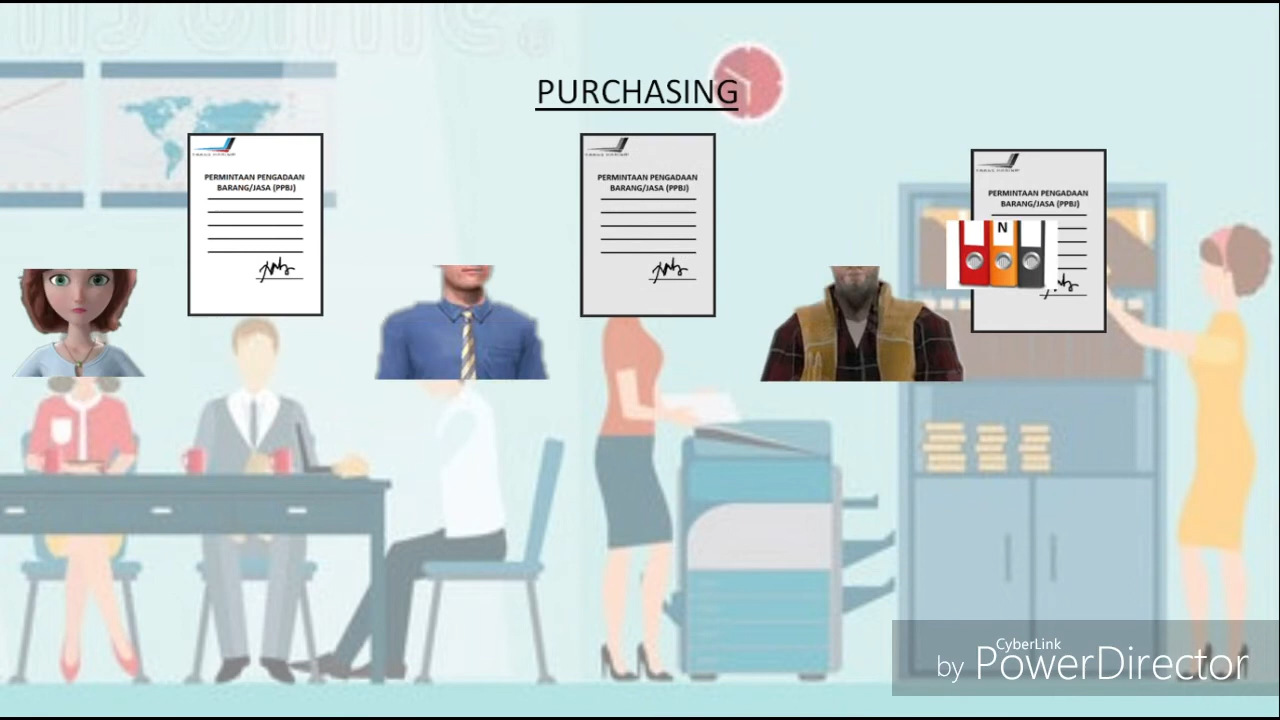 PURCHASING
PERMINTAAN PENGADAAN
BARANG/JASA (PPBJ)
PERMINTAAN PENGADAAN
BARANG/JASA (PPBJ)
PERMINTAAN PENGADAAN
BARANG/JASA (PPBJ)
N
CyberLink
by PowerDirector